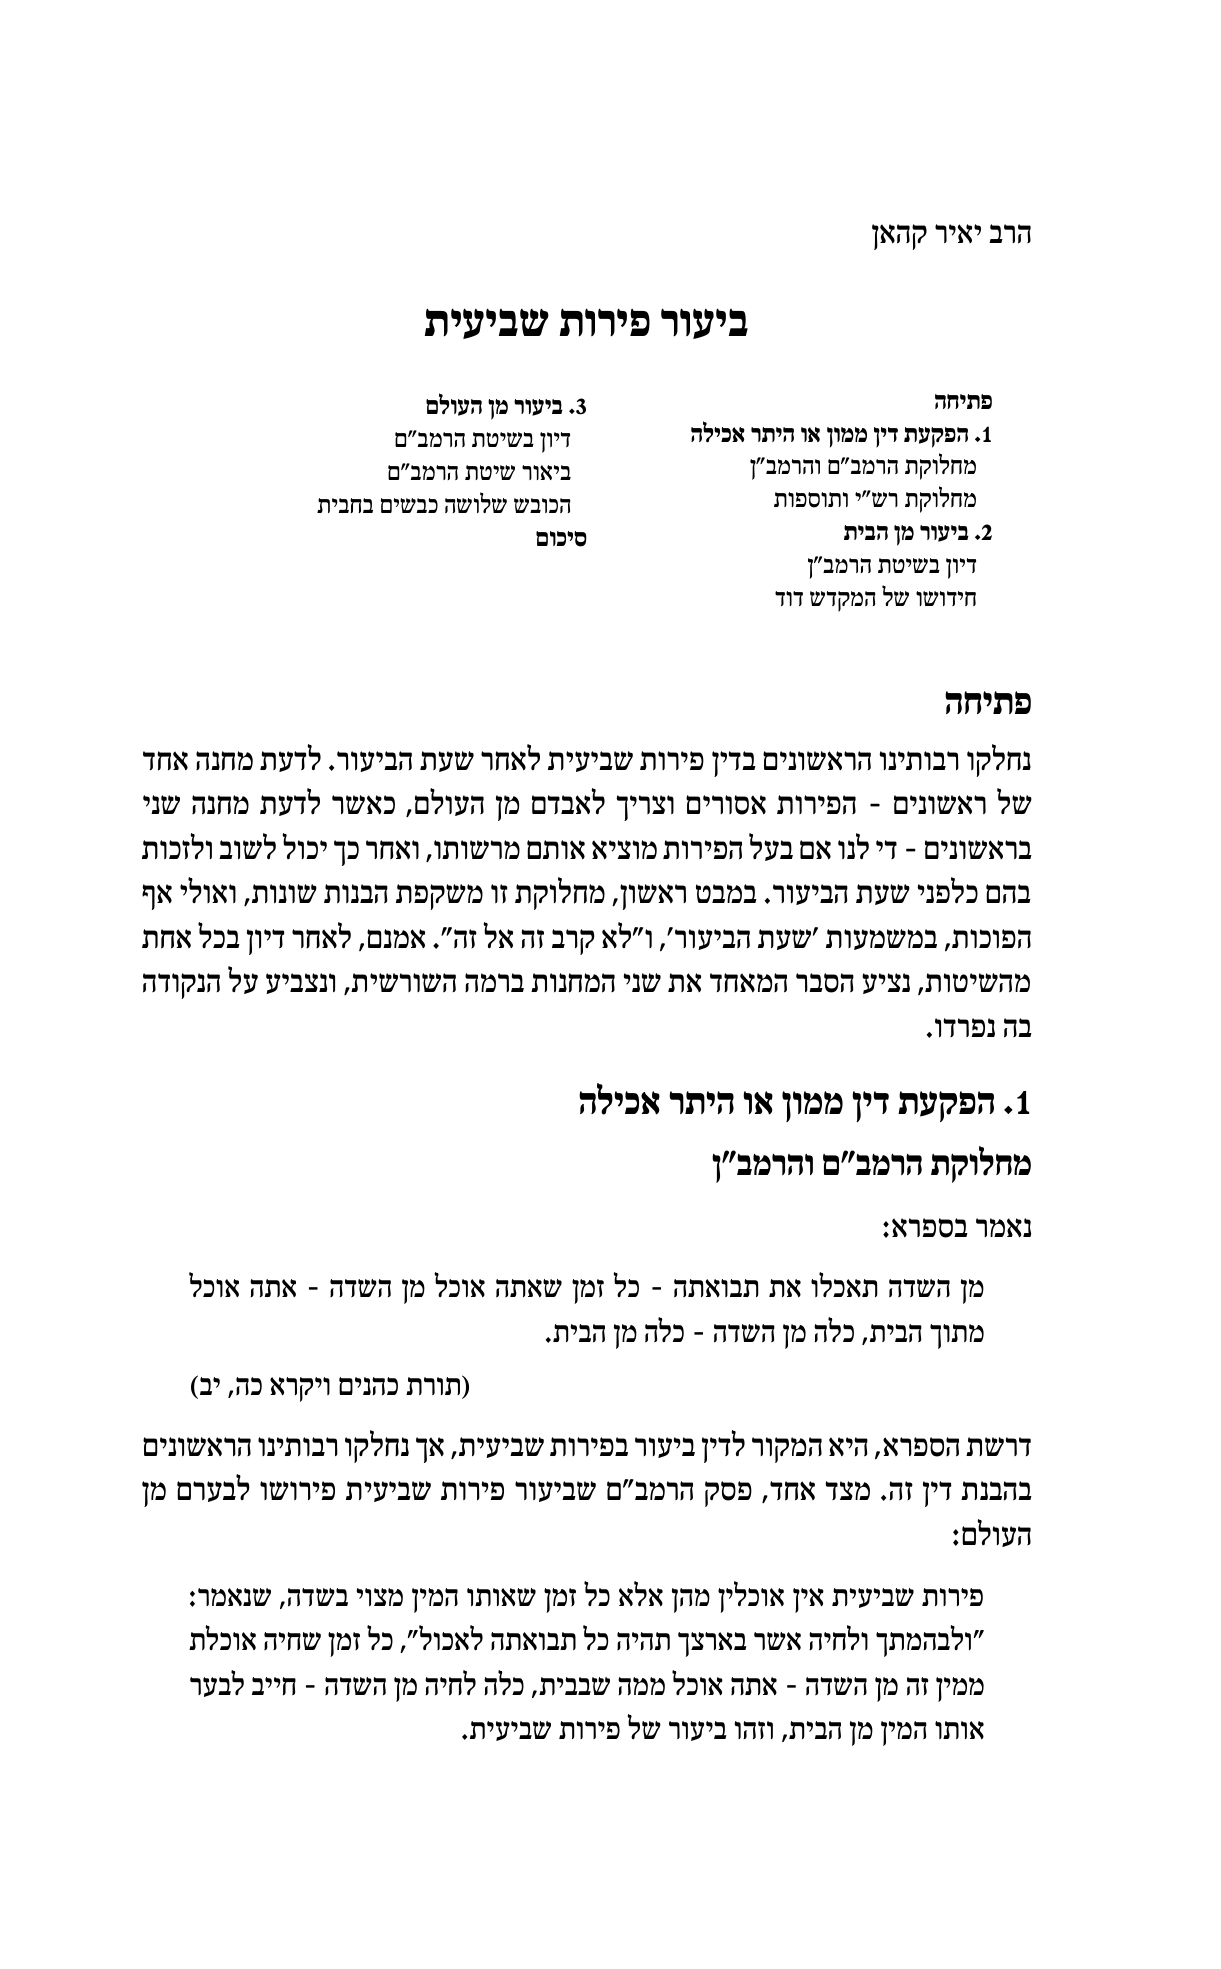 הרב יאיר קהאן
ביעור פירות שביעית
פתיחה
1. הפקעת דין ממון או היתר אכילה
מחלוקת הרמב"ם והרמב"ן
מחלוקת רש"י ותוספות
2. ביעור מן הבית
דיון בשיטת הרמב"ן
חידושו של המקדש דוד
3. ביעור מן העולם
דיון בשיטת הרמב"ם
ביאור שיטת הרמב"ם
הכובש שלושה כבשים בחבית
סיכום
פתיחה
נחלקו רבותינו הראשונים בדין פירות שביעית לאחר שעת הביעור. לדעת מחנה אחד
של ראשונים - הפירות אסורים וצריך לאבדם מן העולם, כאשר לדעת מחנה שני
בראשונים - די לנו אם בעל הפירות מוציא אותם מרשותו, ואחר כך יכול לשוב ולזכות
בהם כלפני שעת הביעור. במבט ראשון, מחלוקת זו משקפת הבנות שונות, ואולי אף
הפוכות, במשמעות 'שעת הביעור', ו"לא קרב זה אל זה". אמנם, לאחר דיון בכל אחת
מהשיטות, נציע הסבר המאחד את שני המחנות ברמה השורשית, ונצביע על הנקודה
בה נפרדו.
1. הפקעת דין ממון או היתר אכילה
מחלוקת הרמב"ם והרמב"ן
נאמר בספרא:
מן השדה תאכלו את תבואתה - כל זמן שאתה אוכל מן השדה - אתה אוכל
מתוך הבית, כלה מן השדה - כלה מן הבית.
(תורת כהנים ויקרא כה, יב)
דרשת הספרא, היא המקור לדין ביעור בפירות שביעית, אך נחלקו רבותינו הראשונים
בהבנת דין זה. מצד אחד, פסק הרמב"ם שביעור פירות שביעית פירושו לבערם מן
העולם:
פירות שביעית אין אוכלין מהן אלא כל זמן שאותו המין מצוי בשדה, שנאמר:
"ולבהמתך ולחיה אשר בארצך תהיה כל תבואתה לאכול", כל זמן שחיה אוכלת
ממין זה מן השדה - אתה אוכל ממה שבבית, כלה לחיה מן השדה - חייב לבער
אותו המין מן הבית, וזהו ביעור של פירות שביעית.